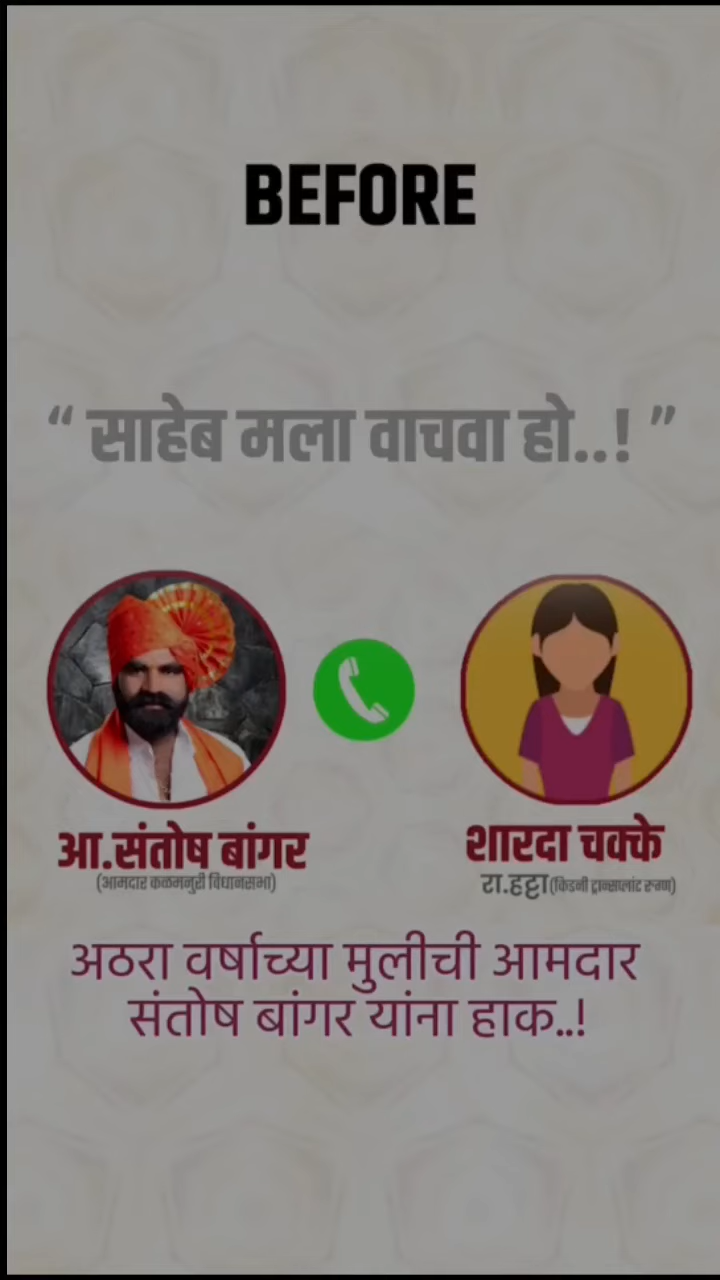 BEFORE
“ साहेब मला वाचवा हो..! ”
आ.संतोष बांगर
(आमदार कळमनुरी विधानसभा)
शारदा चक्के
रा.हट्टा (किडनी ट्रान्सप्लांट रुग्ण)
अठरा वर्षाच्या मुलीची आमदार
संतोष बांगर यांना हाक..!